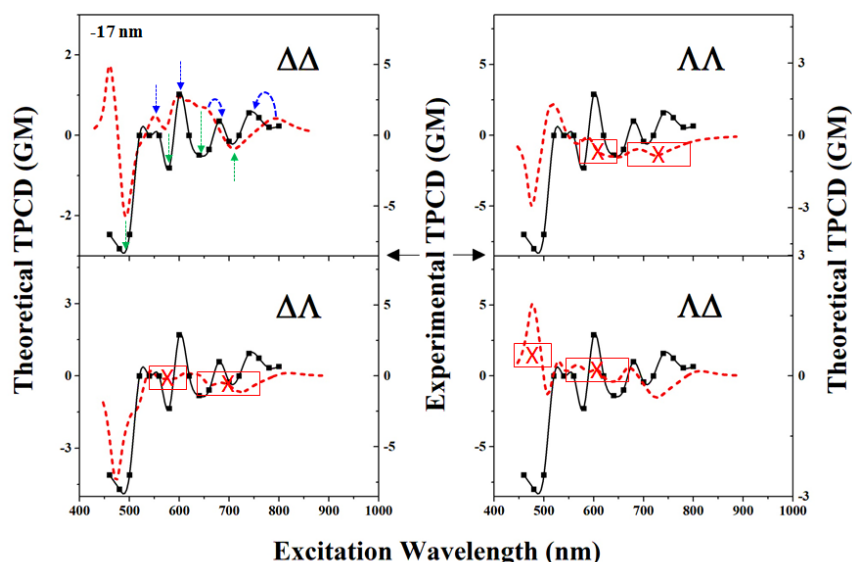 -17 nm
ΔΔ
ΛΛ
2
0
-2
5
0
-5
5
0
-5
3
0
3
ΔΛ
ΛΔ
3
0
-3
5
0
-5
5
0
-5
3
0
-3
X
X
X
X
X
X
400 500 600 700 800 900 1000
400 500 600 700 800 900 1000
Theoretical TPCD (GM)
Experimental TPCD (GM)
Theoretical TPCD (GM)
Excitation Wavelength (nm)